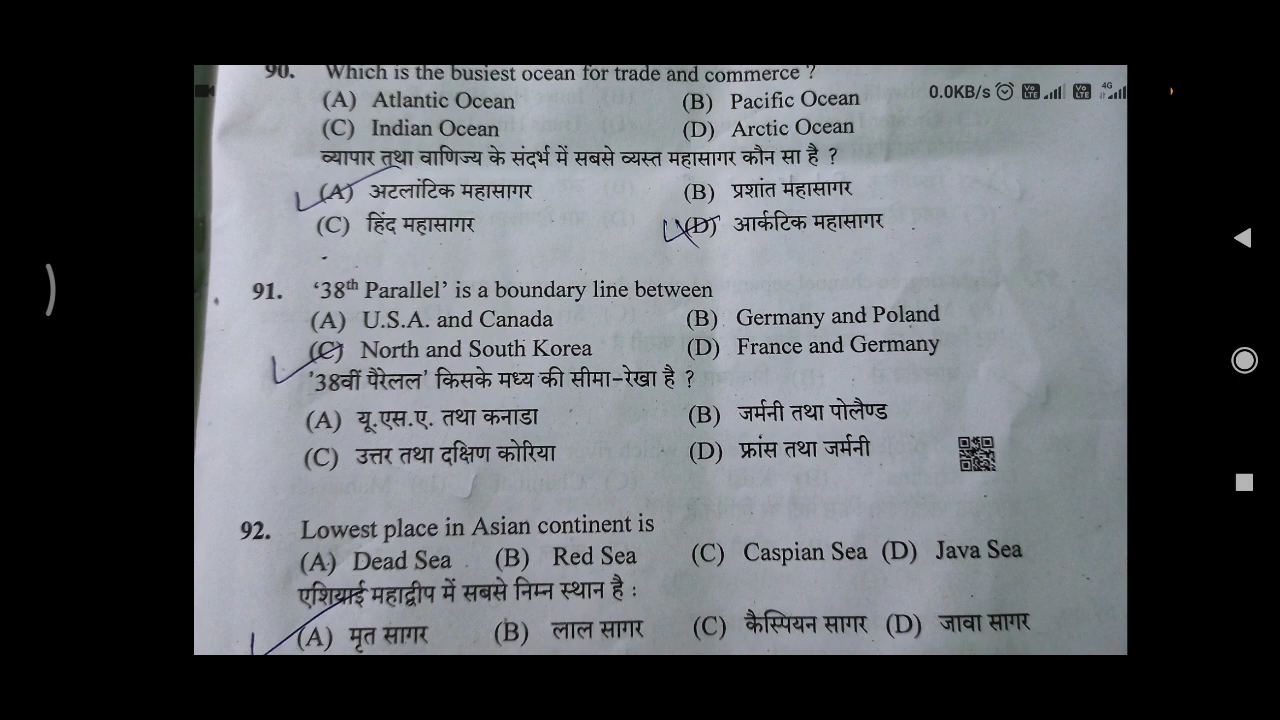 90. Which is the busiest ocean for trade and commerce ?
(A) Atlantic Ocean (B) Pacific Ocean
0.0KB/s Vo LTE Vo LTE 4G
(C) Indian Ocean (D) Arctic Ocean
व्यापार तथा वाणिज्य के संदर्भ में सबसे व्यस्त महासागर कौन सा है ?
(A) अटलांटिक महासागर (B) प्रशांत महासागर
(C) हिंद महासागर (D) आर्कटिक महासागर
91. ‘38th Parallel’ is a boundary line between
(A) U.S.A. and Canada (B) Germany and Poland
(C) North and South Korea (D) France and Germany
‘38वीं पैरेलल’ किसके मध्य की सीमा-रेखा है ?
(A) यू.एस.ए. तथा कनाडा (B) जर्मनी तथा पोलैण्ड
(C) उत्तर तथा दक्षिण कोरिया (D) फ्रांस तथा जर्मनी
92. Lowest place in Asian continent is
(A) Dead Sea (B) Red Sea (C) Caspian Sea (D) Java Sea
एशियाई महाद्वीप में सबसे निम्न स्थान है :
(A) मृत सागर (B) लाल सागर (C) कैस्पियन सागर (D) जावा सागर